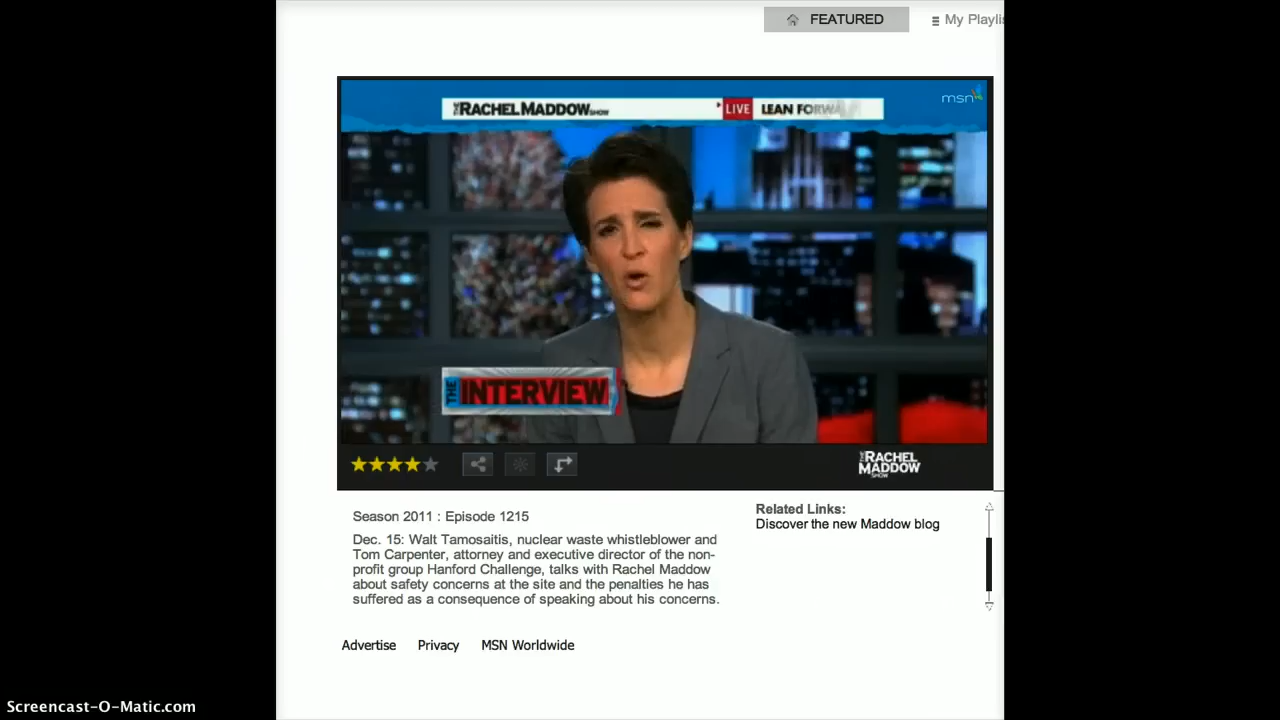 FEATURED
My Playlis
THE RACHEL MADDOW SHOW
LIVE
LEAN FORWA
msn
THE INTERVIEW
THE RACHEL MADDOW SHOW
Season 2011 : Episode 1215
Related Links:
Discover the new Maddow blog
Dec. 15: Walt Tamosaitis, nuclear waste whistleblower and
Tom Carpenter, attorney and executive director of the non-
profit group Hanford Challenge, talks with Rachel Maddow
about safety concerns at the site and the penalties he has
suffered as a consequence of speaking about his concerns.
Advertise
Privacy
MSN Worldwide
Screencast-O-Matic.com